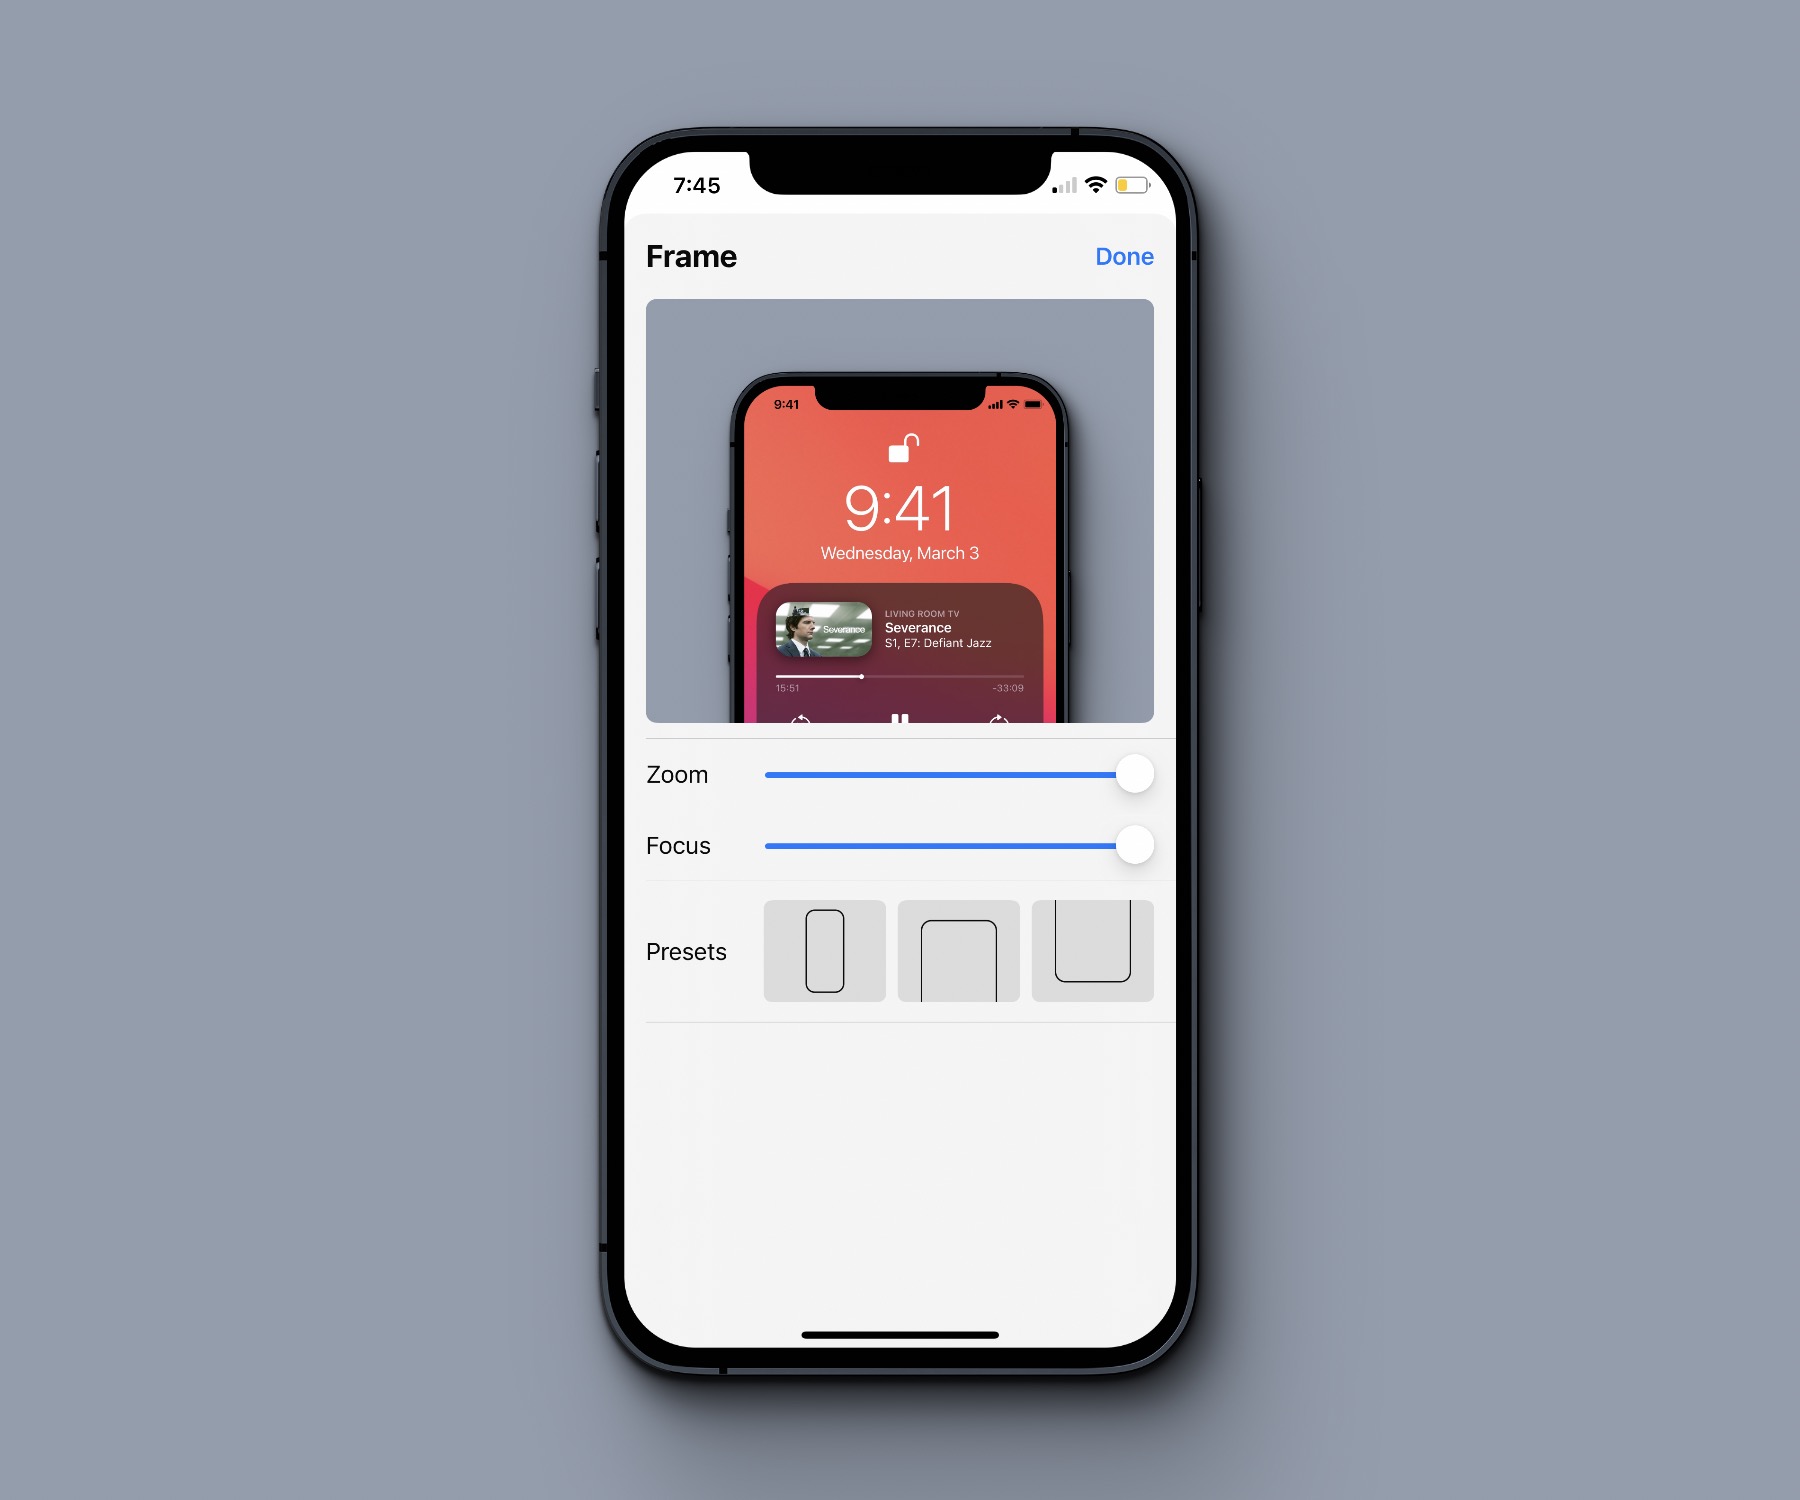 7:45
Frame
Done
9:41
9:41
Wednesday, March 3
Severance
LIVING ROOM TV
Severance
S1, E7: Defiant Jazz
15:51
-33:09
Zoom
Focus
Presets